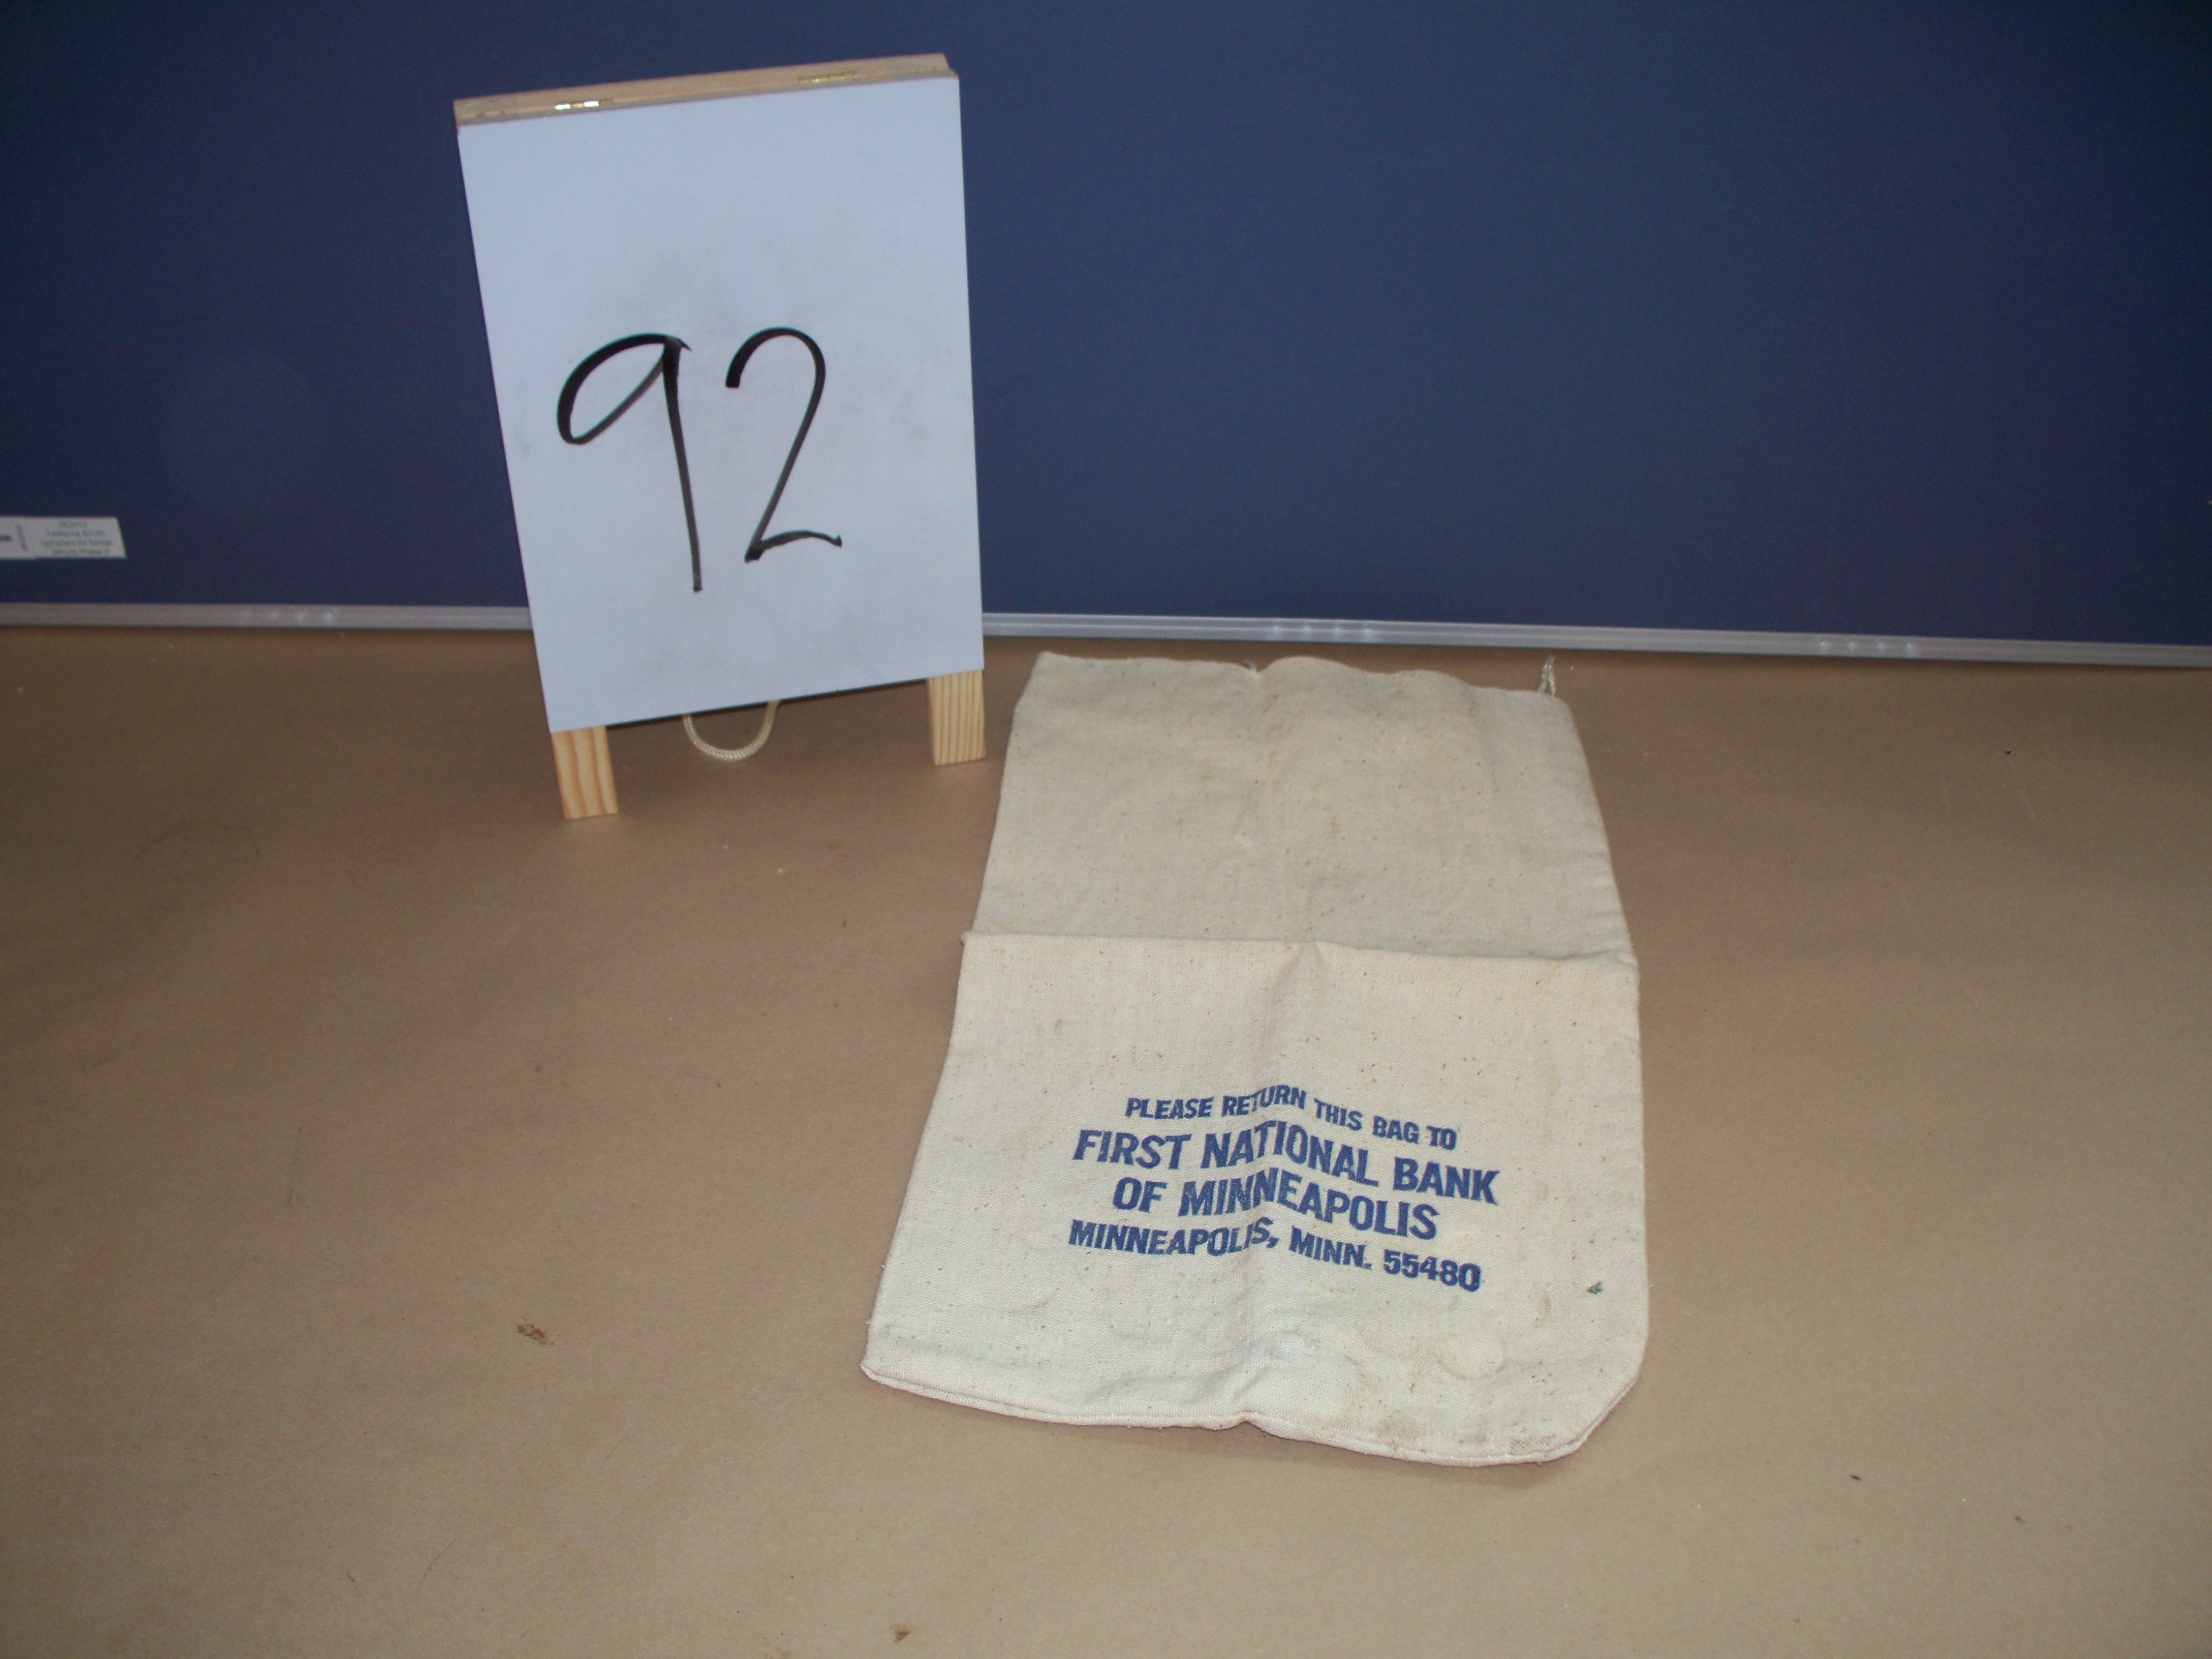 92
PLEASE RETURN THIS BAG TO
FIRST NATIONAL BANK
OF MINNEAPOLIS
MINNEAPOLIS, MINN. 55480